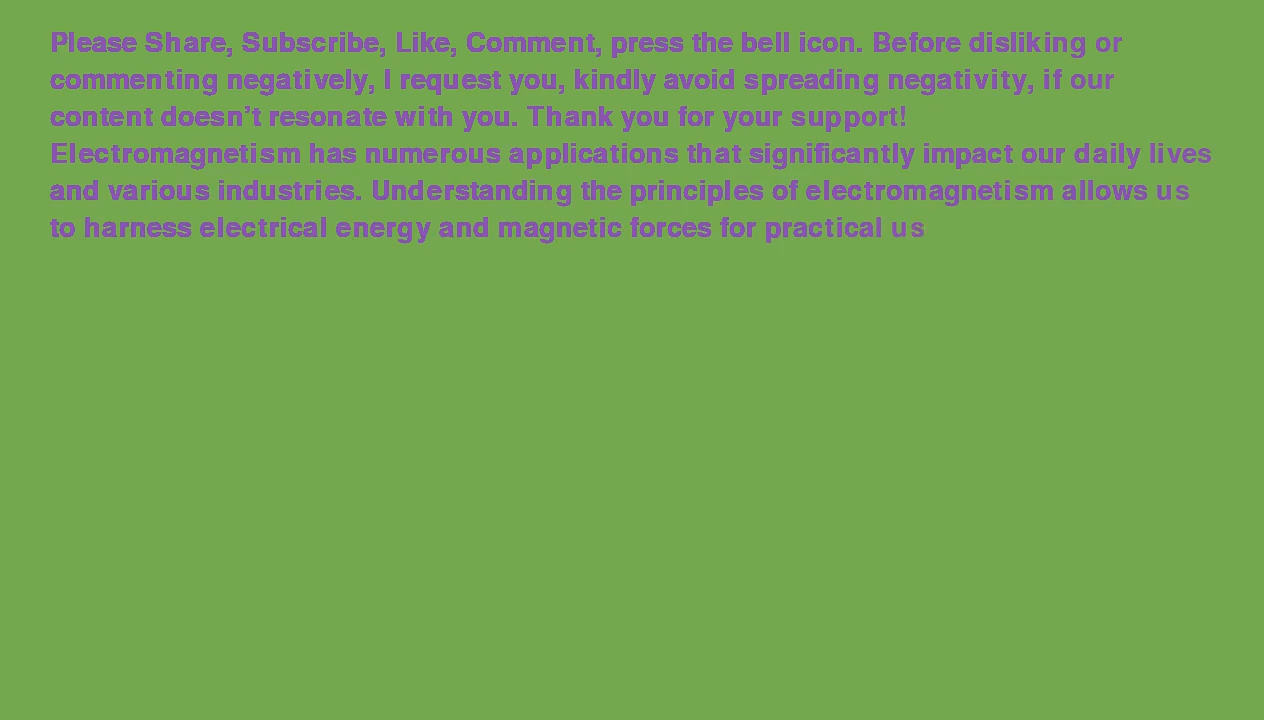 Please Share, Subscribe, Like, Comment, press the bell icon. Before disliking or
commenting negatively, I request you, kindly avoid spreading negativity, if our
content doesn’t resonate with you. Thank you for your support!
Electromagnetism has numerous applications that significantly impact our daily lives
and various industries. Understanding the principles of electromagnetism allows us
to harness electrical energy and magnetic forces for practical us